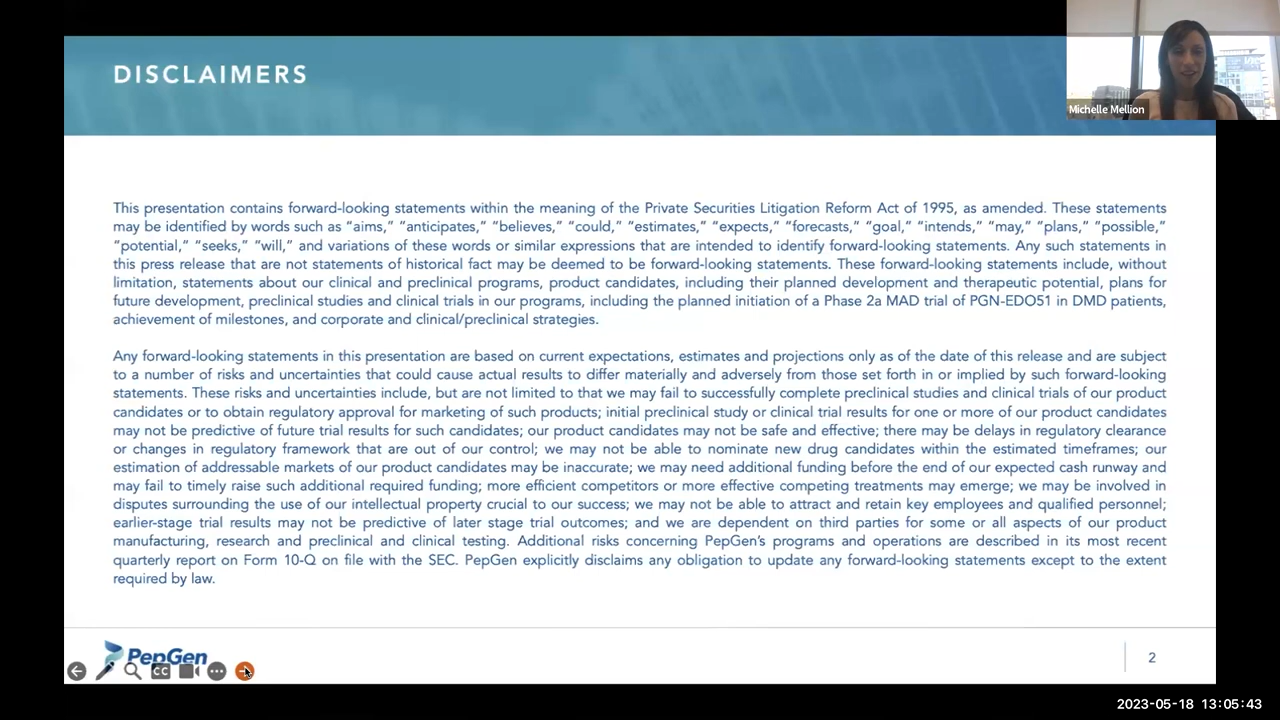 DISCLAIMERS
Michelle Mellion
This presentation contains forward-looking statements within the meaning of the Private Securities Litigation Reform Act of 1995, as amended. These statements
may be identified by words such as “aims,“ “anticipates,“ “believes,“ “could,“ “estimates,“ “expects,“ “forecasts,“ “goal,“ “intends,“ “may,“ “plans,“ “possible,“
“potential,“ “seeks,“ “will,“ and variations of these words or similar expressions that are intended to identify forward-looking statements. Any such statements in
this press release that are not statements of historical fact may be deemed to be forward-looking statements. These forward-looking statements include, without
limitation, statements about our clinical and preclinical programs, product candidates, including their planned development and therapeutic potential, plans for
future development, preclinical studies and clinical trials in our programs, including the planned initiation of a Phase 2a MAD trial of PGN-EDO51 in DMD patients,
achievement of milestones, and corporate and clinical/preclinical strategies.
Any forward-looking statements in this presentation are based on current expectations, estimates and projections only as of the date of this release and are subject
to a number of risks and uncertainties that could cause actual results to differ materially and adversely from those set forth in or implied by such forward-looking
statements. These risks and uncertainties include, but are not limited to that we may fail to successfully complete preclinical studies and clinical trials of our product
candidates or to obtain regulatory approval for marketing of such products; initial preclinical study or clinical trial results for one or more of our product candidates
may not be predictive of future trial results for such candidates; our product candidates may not be safe and effective; there may be delays in regulatory clearance
or changes in regulatory framework that are out of our control; we may not be able to nominate new drug candidates within the estimated timeframes; our
estimation of addressable markets of our product candidates may be inaccurate; we may need additional funding before the end of our expected cash runway and
may fail to timely raise such additional required funding; more efficient competitors or more effective competing treatments may emerge; we may be involved in
disputes surrounding the use of our intellectual property crucial to our success; we may not be able to attract and retain key employees and qualified personnel;
earlier-stage trial results may not be predictive of later stage trial outcomes; and we are dependent on third parties for some or all aspects of our product
manufacturing, research and preclinical and clinical testing. Additional risks concerning PepGen’s programs and operations are described in its most recent
quarterly report on Form 10-Q on file with the SEC. PepGen explicitly disclaims any obligation to update any forward-looking statements except to the extent
required by law.
PepGen
CC
2
2023-05-18 13:05:43